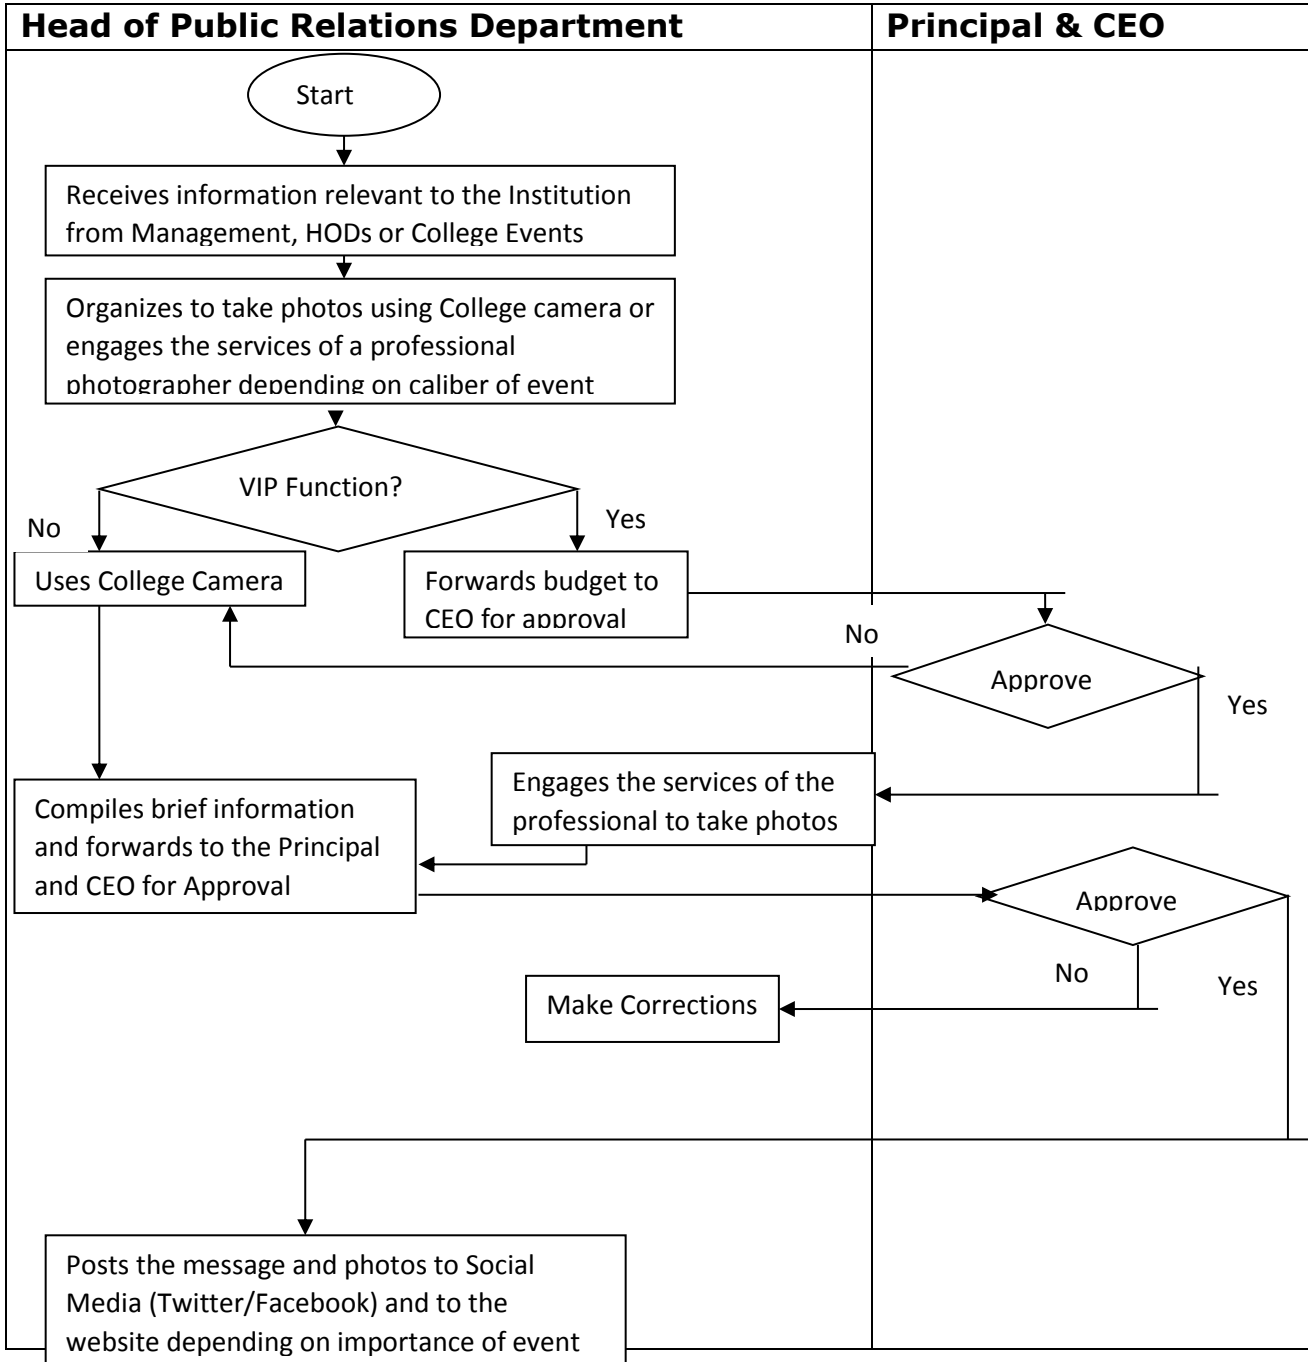 Head of Public Relations Department
Principal & CEO
Start
Receives information relevant to the Institution
from Management, HODs or College Events
Organizes to take photos using College camera or
engages the services of a professional
photographer depending on caliber of event
VIP Function?
No
Yes
Uses College Camera
Forwards budget to
CEO for approval
No
Approve
Yes
Engages the services of the
professional to take photos
Compiles brief information
and forwards to the Principal
and CEO for Approval
Approve
No
Yes
Make Corrections
Posts the message and photos to Social
Media (Twitter/Facebook) and to the
website depending on importance of event